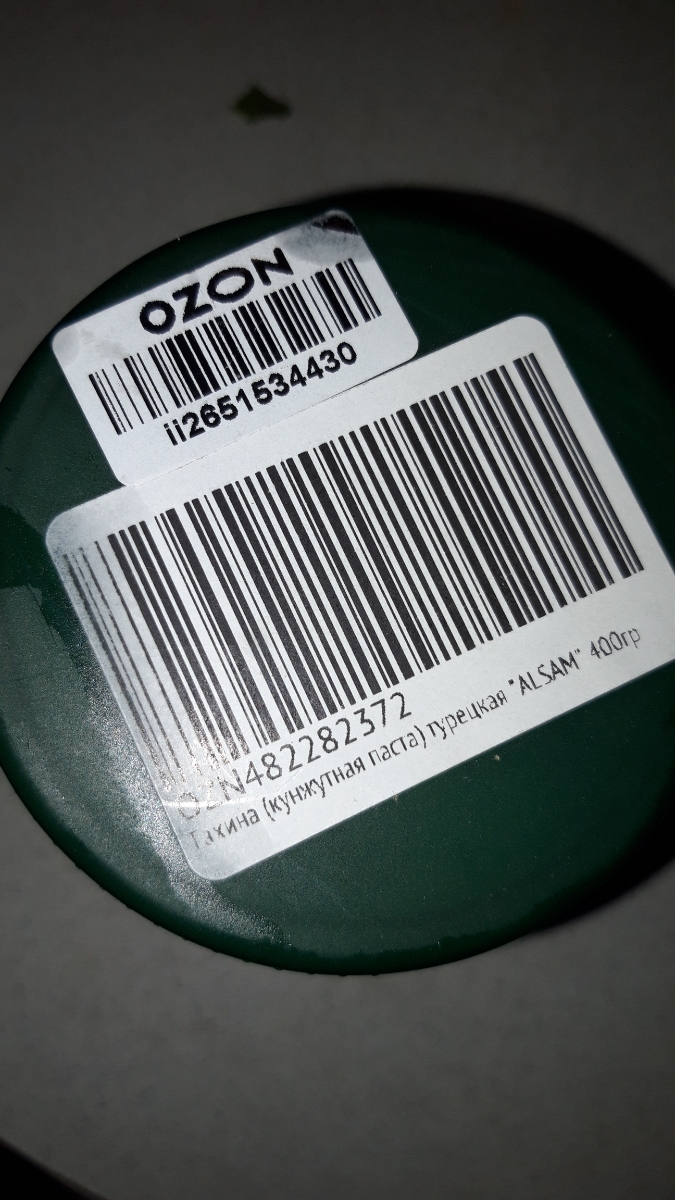 OZON
ii2651534430
OZN482282372
Тахина (кунжутная паста) турецкая "ALSAM" 400гр